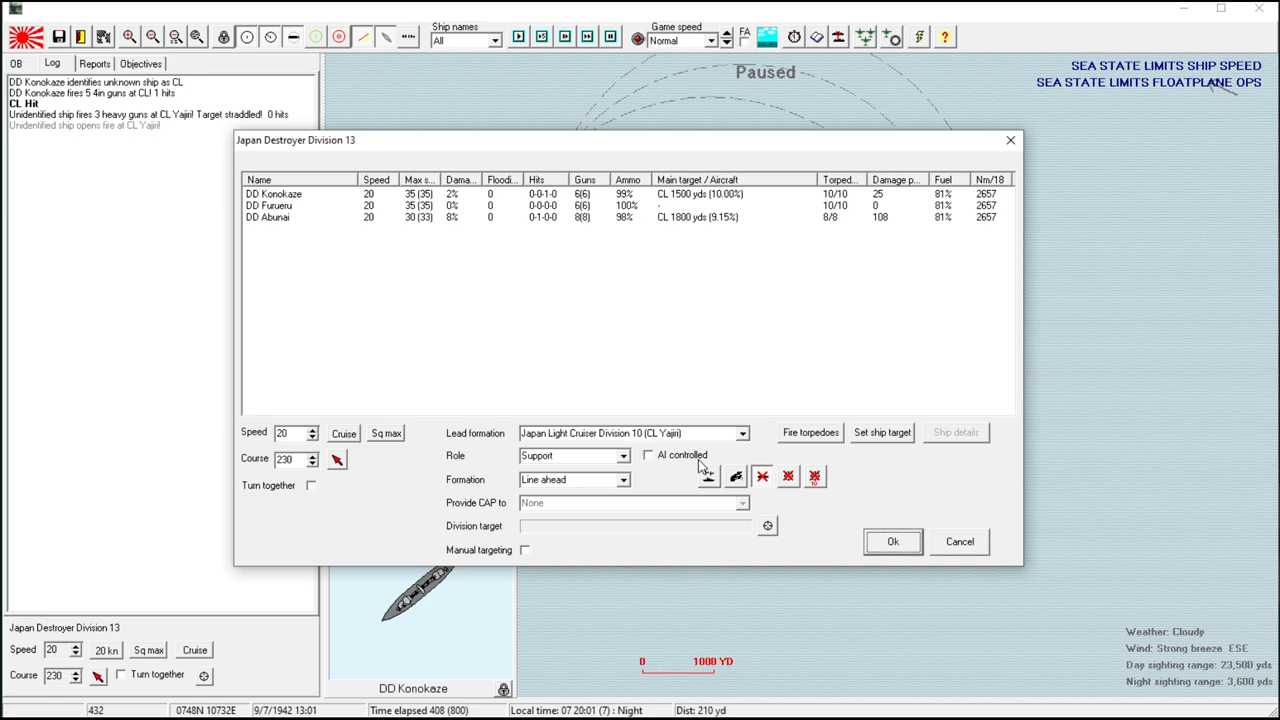 Ship names
Game speed
All
Normal
FA
OB Log Reports Objectives
Paused
SEA STATE LIMITS SHIP SPEED
SEA STATE LIMITS FLOATPLANE OPS
DD Konokaze identifies unknown ship as CL
DD Konokaze fires 5 4in guns at CL! 1 hits
CL Hit
Unidentified ship fires 3 heavy guns at CL Yajiri! Target straddled! 0 hits
Unidentified ship opens fire at CL Yajiri!
Japan Destroyer Division 13
Name Speed Max s... Dama... Floodi... Hits Guns Ammo Main target / Aircraft Torped... Damage p... Fuel Nm/18
DD Konokaze 20 35 (35) 2% 0 0-0-1-0 6(6) 99% CL 1500 yds (10.00%) 10/10 25 81% 2657
DD Furueru 20 35 (35) 0% 0 0-0-0-0 6(6) 100% - 10/10 0 81% 2657
DD Abunai 20 30 (33) 8% 0 0-1-0-0 8(8) 98% CL 1800 yds (9.15%) 8/8 108 81% 2657
Speed 20 Cruise Sq max
Course 230
Turn together
Lead formation Japan Light Cruiser Division 10 (CL Yajiri)
Fire torpedoes Set ship target Ship details
Role Support AI controlled
Formation Line ahead
10
Provide CAP to None
Division target
Manual targeting
Ok Cancel
Japan Destroyer Division 13
Speed 20 20 kn Sq max Cruise
Course 230 Turn together
DD Konokaze
0 1000 YD
Weather: Cloudy
Wind: Strong breeze ESE
Day sighting range: 23,500 yds
Night sighting range: 3,600 yds
432 0748N 10732E 9/7/1942 13:01 Time elapsed 408 (800) Local time: 07 20:01 (7) : Night Dist: 210 yd